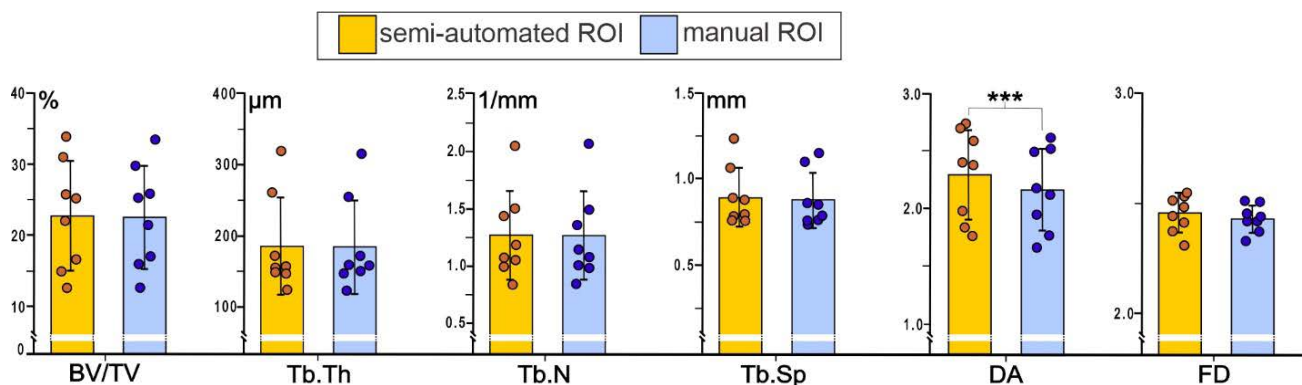 semi-automated ROI manual ROI
40 % 30 20 10 0
400 µm 300 200 100
2.5 1/mm 2.0 1.5 1.0 0.5
1.5 mm 1.0 0.5
3.0 *** 2.0 1.0
3.0 2.0
BV/TV Tb.Th Tb.N Tb.Sp DA FD